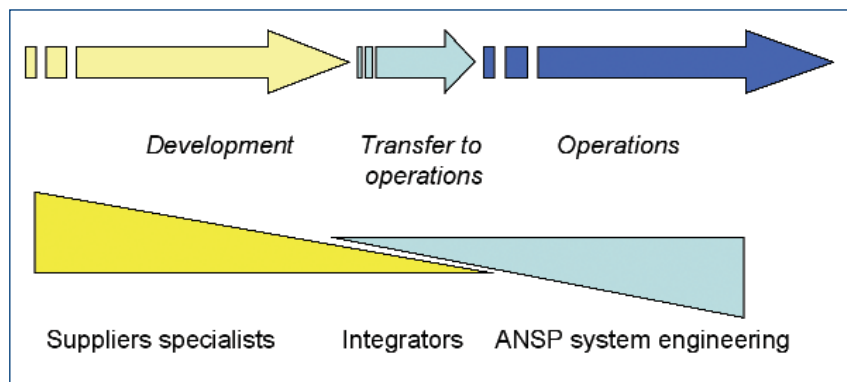 Development
Transfer to
operations
Operations
Suppliers specialists
Integrators
ANSP system engineering